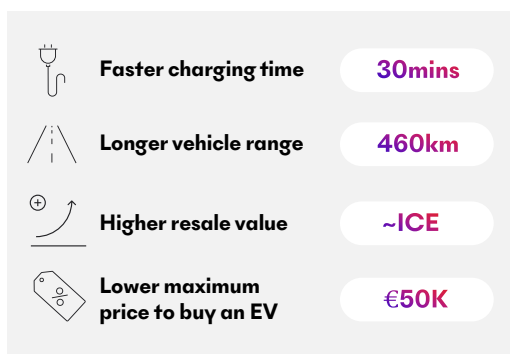 Faster charging time 30mins
Longer vehicle range 460km
Higher resale value ~ICE
Lower maximum
price to buy an EV €50K